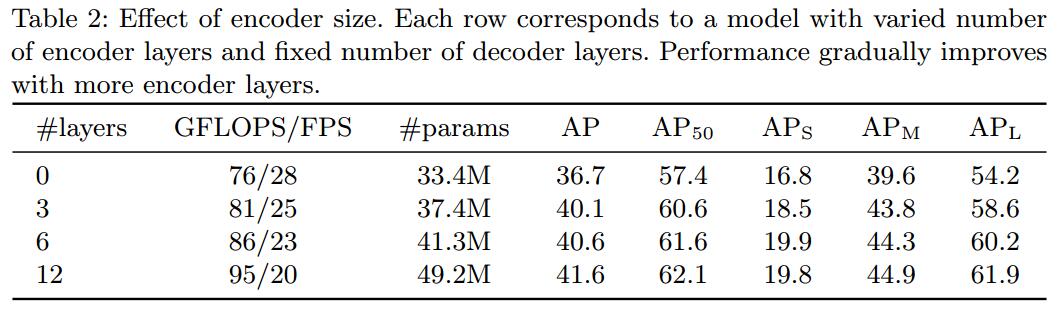 Table 2: Effect of encoder size. Each row corresponds to a model with varied number
of encoder layers and fixed number of decoder layers. Performance gradually improves
with more encoder layers.
#layers GFLOPS/FPS #params AP AP50 APS APM APL
0 76/28 33.4M 36.7 57.4 16.8 39.6 54.2
3 81/25 37.4M 40.1 60.6 18.5 43.8 58.6
6 86/23 41.3M 40.6 61.6 19.9 44.3 60.2
12 95/20 49.2M 41.6 62.1 19.8 44.9 61.9